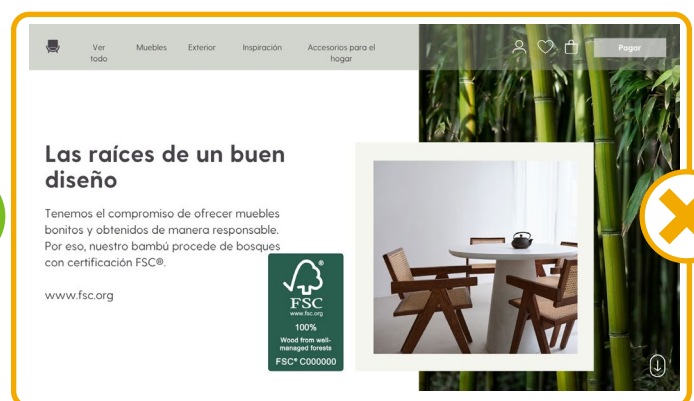 Ver todo
Muebles
Exterior
Inspiración
Accesorios para el hogar
Pagar
Las raíces de un buen
diseño
Tenemos el compromiso de ofrecer muebles
bonitos y obtenidos de manera responsable.
Por eso, nuestro bambú procede de bosques
con certificación FSC®.
www.fsc.org
®
FSC
www.fsc.org
100%
Wood from well-
managed forests
FSC® C000000